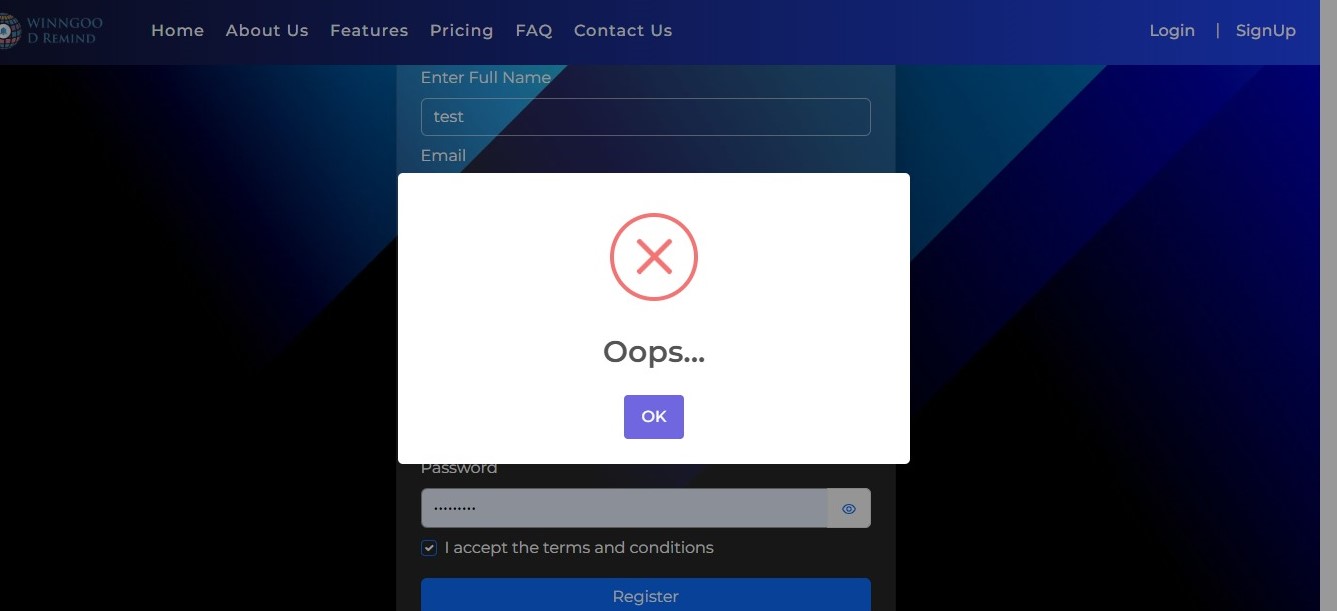 WINNGOO
D REMIND
Home About Us Features Pricing FAQ Contact Us
Login | SignUp
Enter Full Name
test
Email
Oops...
OK
Password
•••••••••
I accept the terms and conditions
Register